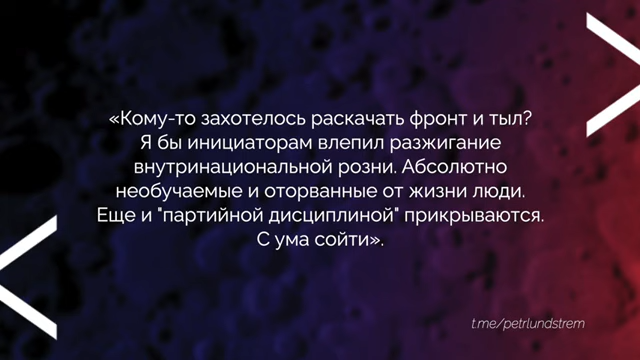 «Кому-то захотелось раскачать фронт и тыл?
Я бы инициаторам влепил разжигание
внутринациональной розни. Абсолютно
необучаемые и оторванные от жизни люди.
Еще и "партийной дисциплиной" прикрываются.
С ума сойти».
t.me/petrlundstrem